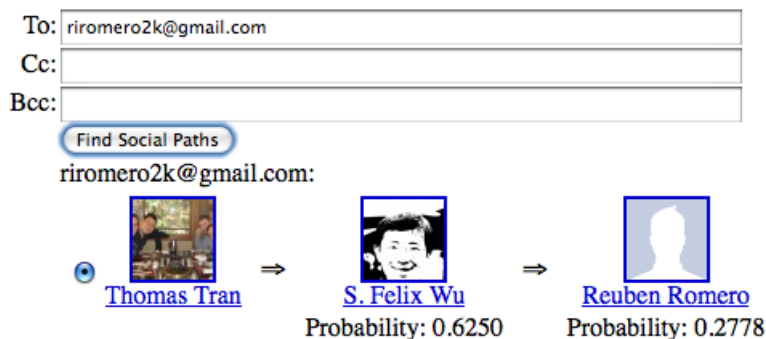 To: riromero2k@gmail.com
Cc:
Bcc:
Find Social Paths
riromero2k@gmail.com:
Thomas Tran ⇒ S. Felix Wu ⇒ Reuben Romero
Probability: 0.6250 Probability: 0.2778